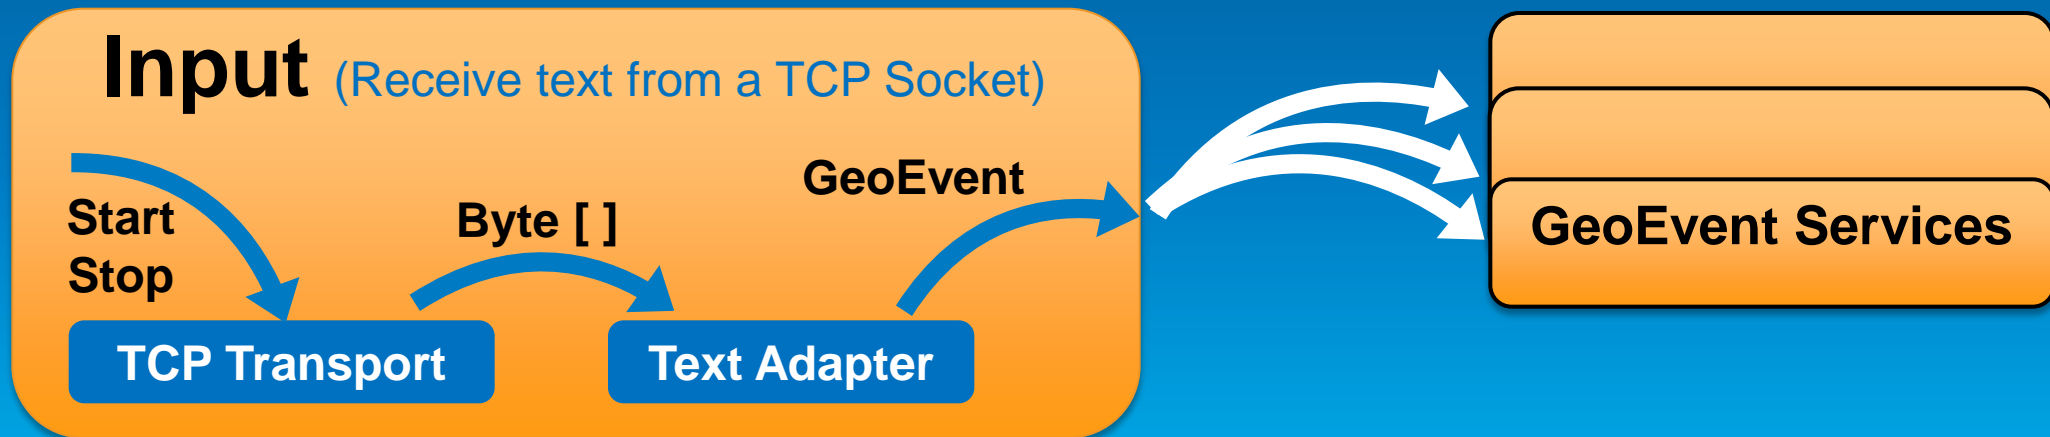 Input (Receive text from a TCP Socket)
Start
Stop
Byte [ ]
GeoEvent
TCP Transport
Text Adapter
GeoEvent Services